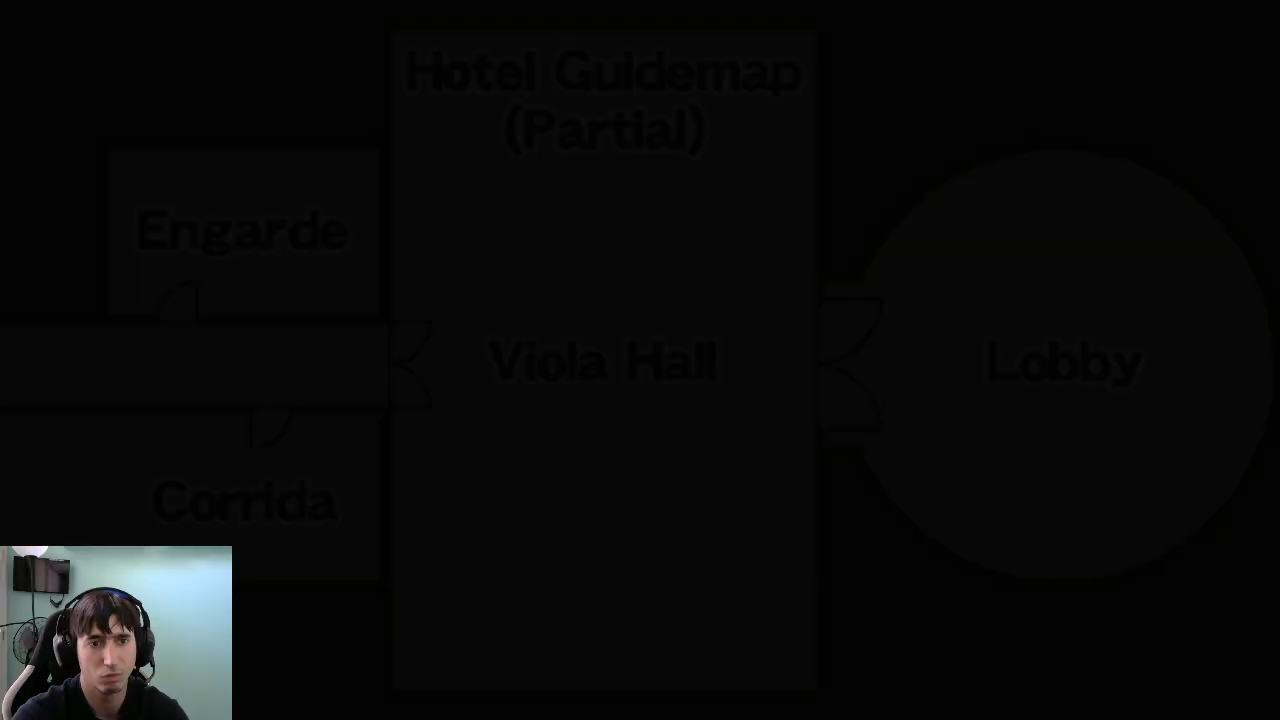 Hotel Guidemap
(Partial)
Engarde
Viola Hall
Lobby
Corrida